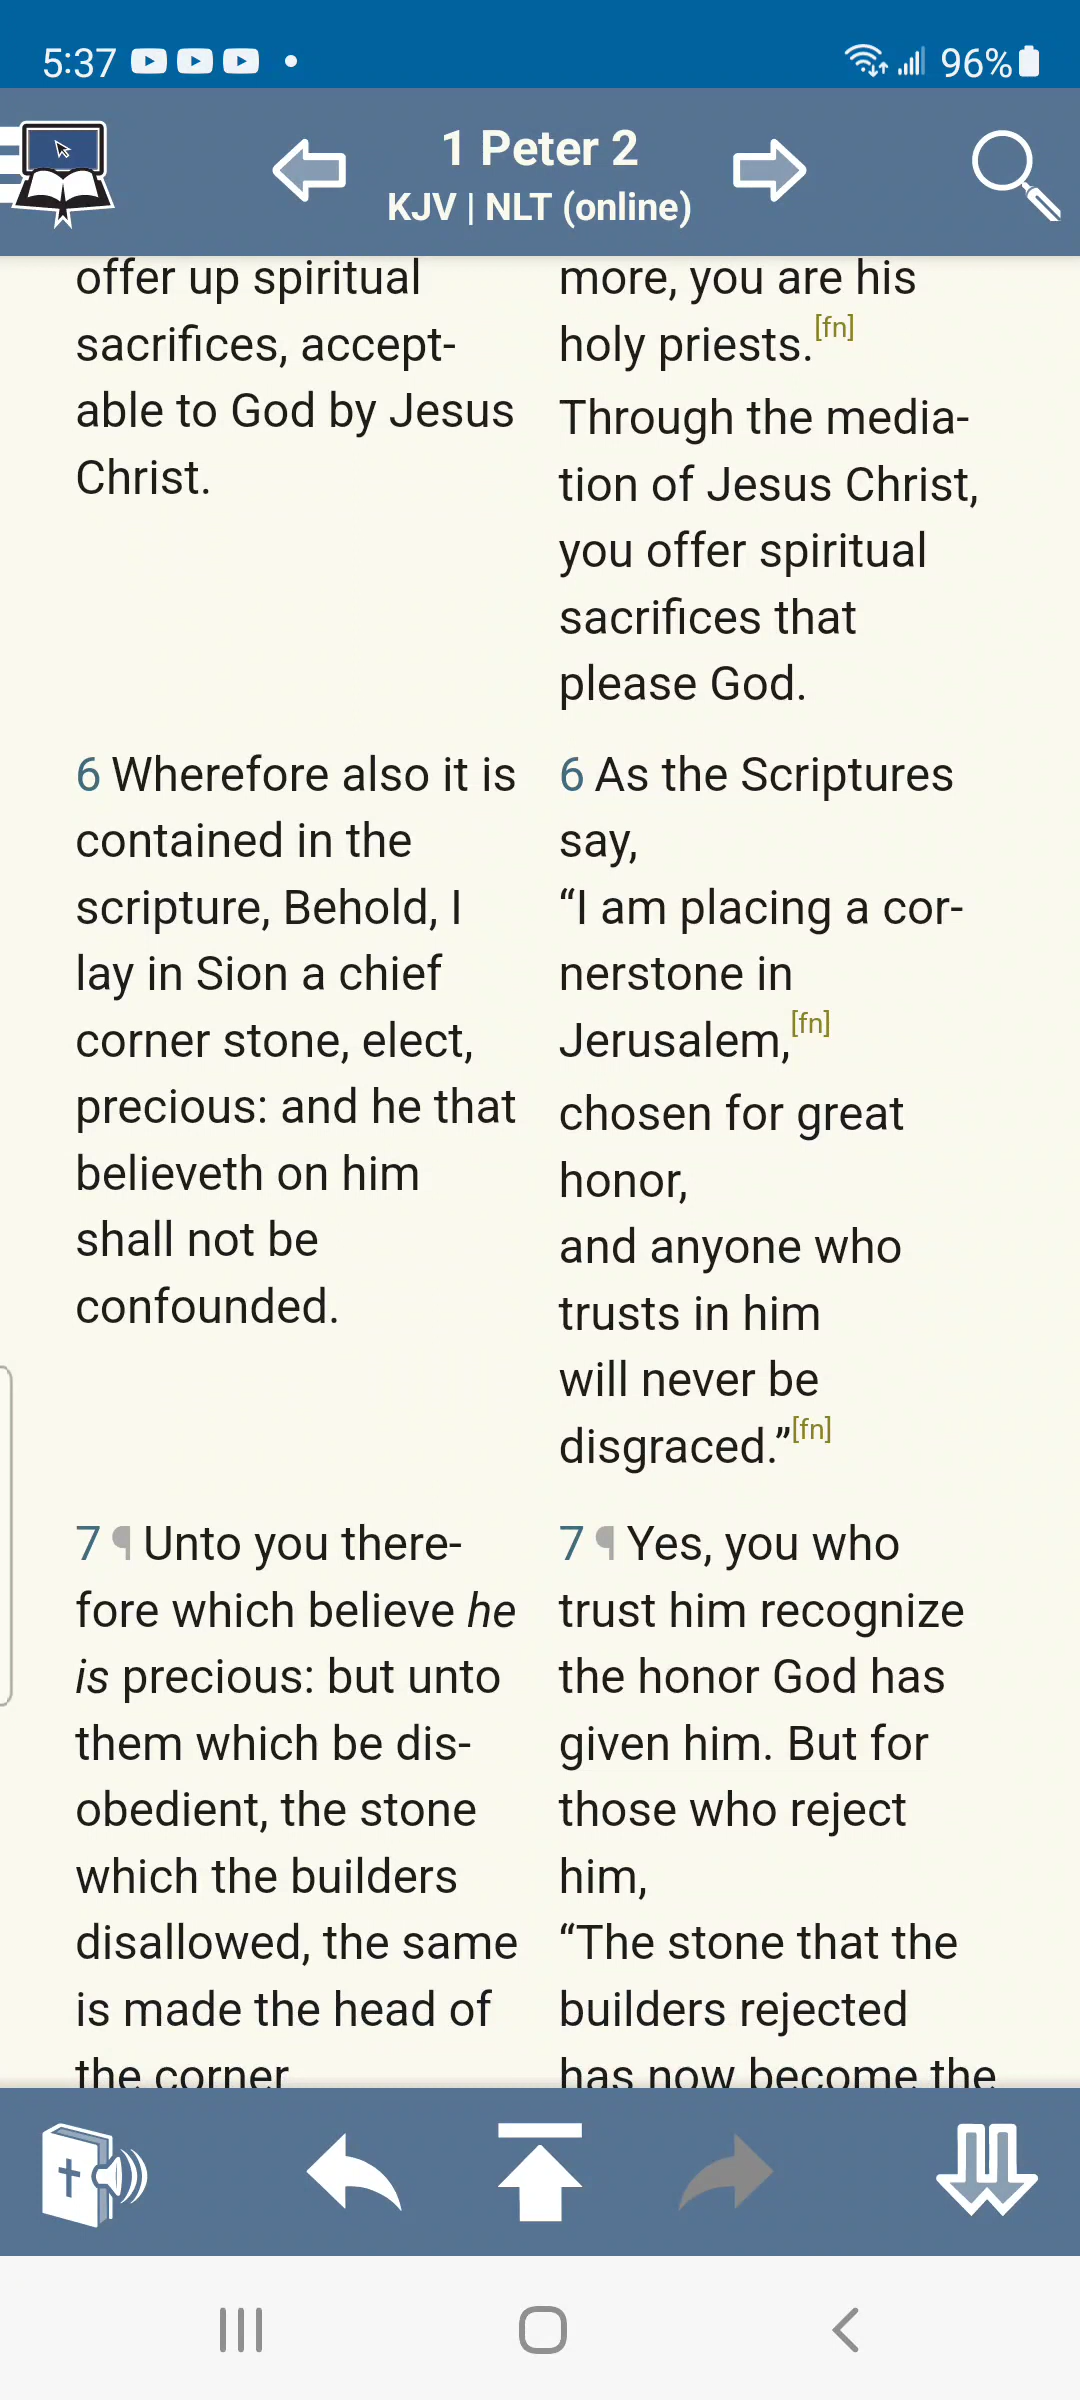 5:37
96%
1 Peter 2
KJV | NLT (online)
offer up spiritual
sacrifices, accept-
able to God by Jesus
Christ.
6 Wherefore also it is
contained in the
scripture, Behold, I
lay in Sion a chief
corner stone, elect,
precious: and he that
believeth on him
shall not be
confounded.
7 ¶ Unto you there-
fore which believe he
is precious: but unto
them which be dis-
obedient, the stone
which the builders
disallowed, the same
is made the head of
the corner
more, you are his
holy priests.[fn]
Through the media-
tion of Jesus Christ,
you offer spiritual
sacrifices that
please God.
6 As the Scriptures
say,
“I am placing a cor-
nerstone in
Jerusalem,[fn]
chosen for great
honor,
and anyone who
trusts in him
will never be
disgraced.”[fn]
7 ¶ Yes, you who
trust him recognize
the honor God has
given him. But for
those who reject
him,
“The stone that the
builders rejected
has now become the